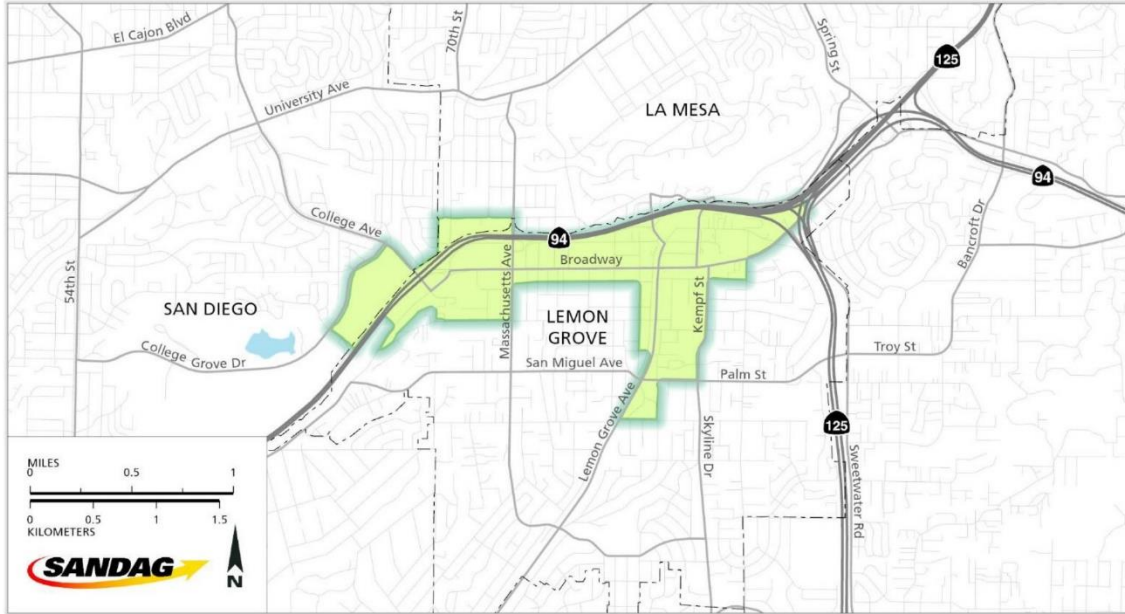 El Cajon Blvd
70th St
Spring St
125
University Ave
LA MESA
94
College Ave
Bancroft Dr
54th St
94
Massachusetts Ave
Broadway
Kempf St
SAN DIEGO
LEMON
GROVE
College Grove Dr
San Miguel Ave
Troy St
Palm St
Lemon Grove Ave
Skyline Dr
125
Sweetwater Rd
MILES
0 0.5 1
0 0.5 1 1.5
KILOMETERS
SANDAG
N